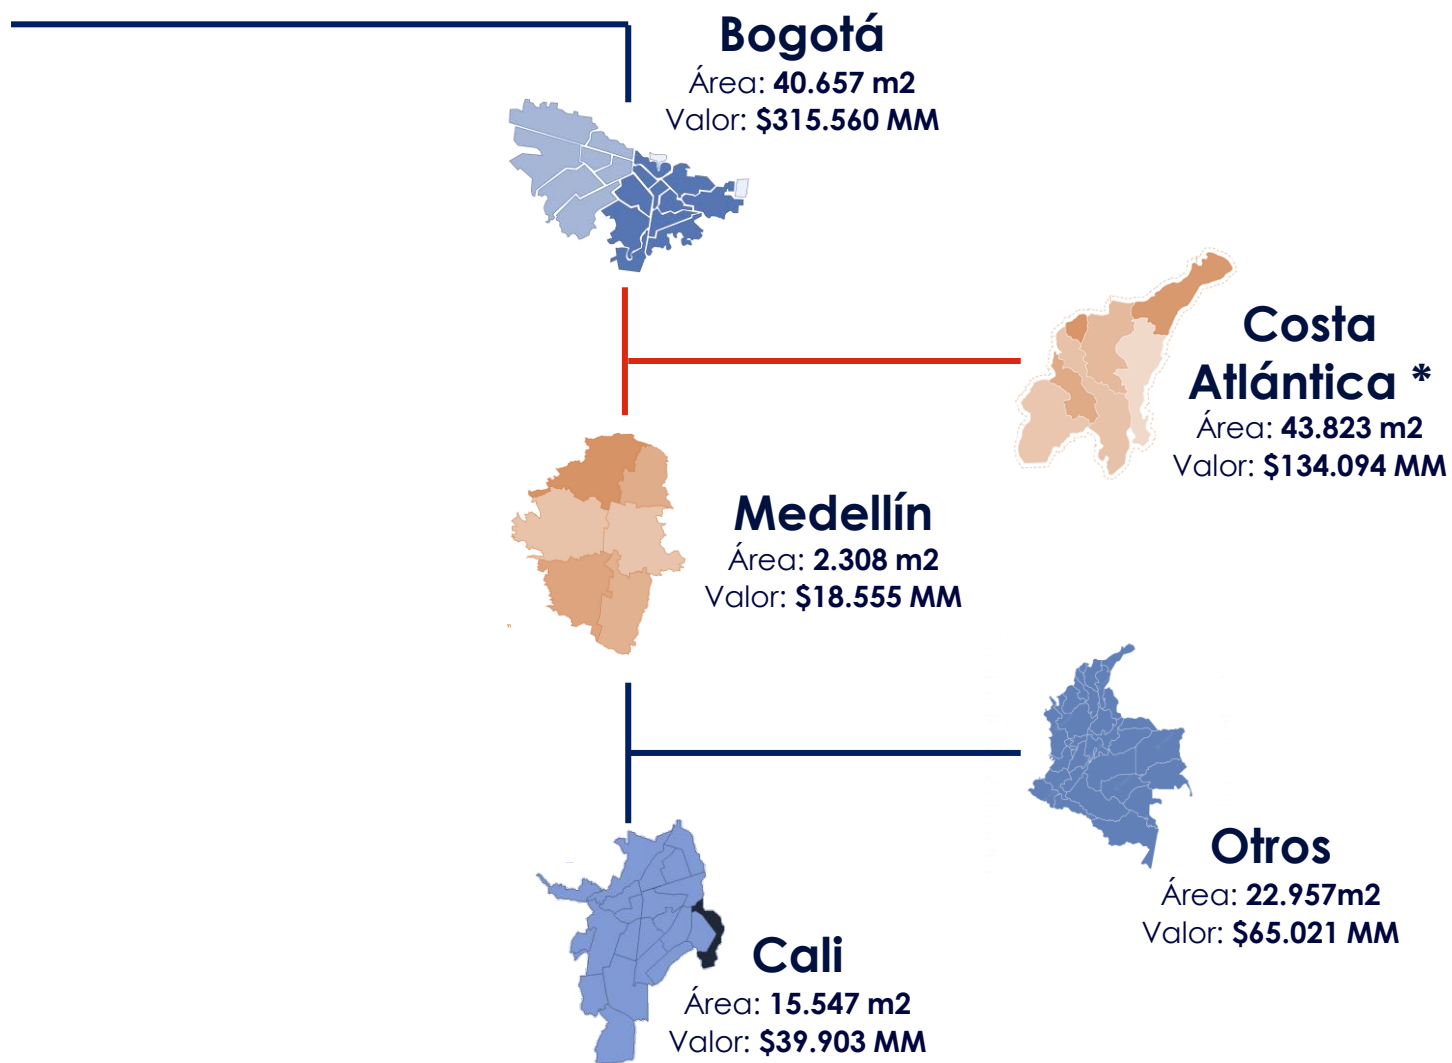 Bogotá
Área: 40.657 m2
Valor: $315.560 MM
Costa
Atlántica *
Área: 43.823 m2
Valor: $134.094 MM
Medellín
Área: 2.308 m2
Valor: $18.555 MM
Otros
Área: 22.957m2
Valor: $65.021 MM
Cali
Área: 15.547 m2
Valor: $39.903 MM